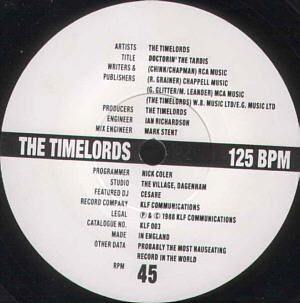 ARTISTS THE TIMELORDS
TITLE DOCTORIN' THE TARDIS
WRITERS & (CHINN/CHAPMAN) RCA MUSIC
PUBLISHERS (R. GRAINER) CHAPPELL MUSIC
(G. GLITTER/M. LEANDER) MCA MUSIC
(THE TIMELORDS) W.B. MUSIC LTD/E.G. MUSIC LTD
PRODUCERS THE TIMELORDS
ENGINEER IAN RICHARDSON
MIX ENGINEER MARK STENT
THE TIMELORDS 125 BPM
PROGRAMMER NICK COLER
STUDIO THE VILLAGE, DAGENHAM
FEATURED DJ CESARE
RECORD COMPANY KLF COMMUNICATIONS
LEGAL ℗ & © 1988 KLF COMMUNICATIONS
CATALOGUE NO. KLF 003
MADE IN ENGLAND
OTHER DATA PROBABLY THE MOST NAUSEATING
RECORD IN THE WORLD
RPM 45